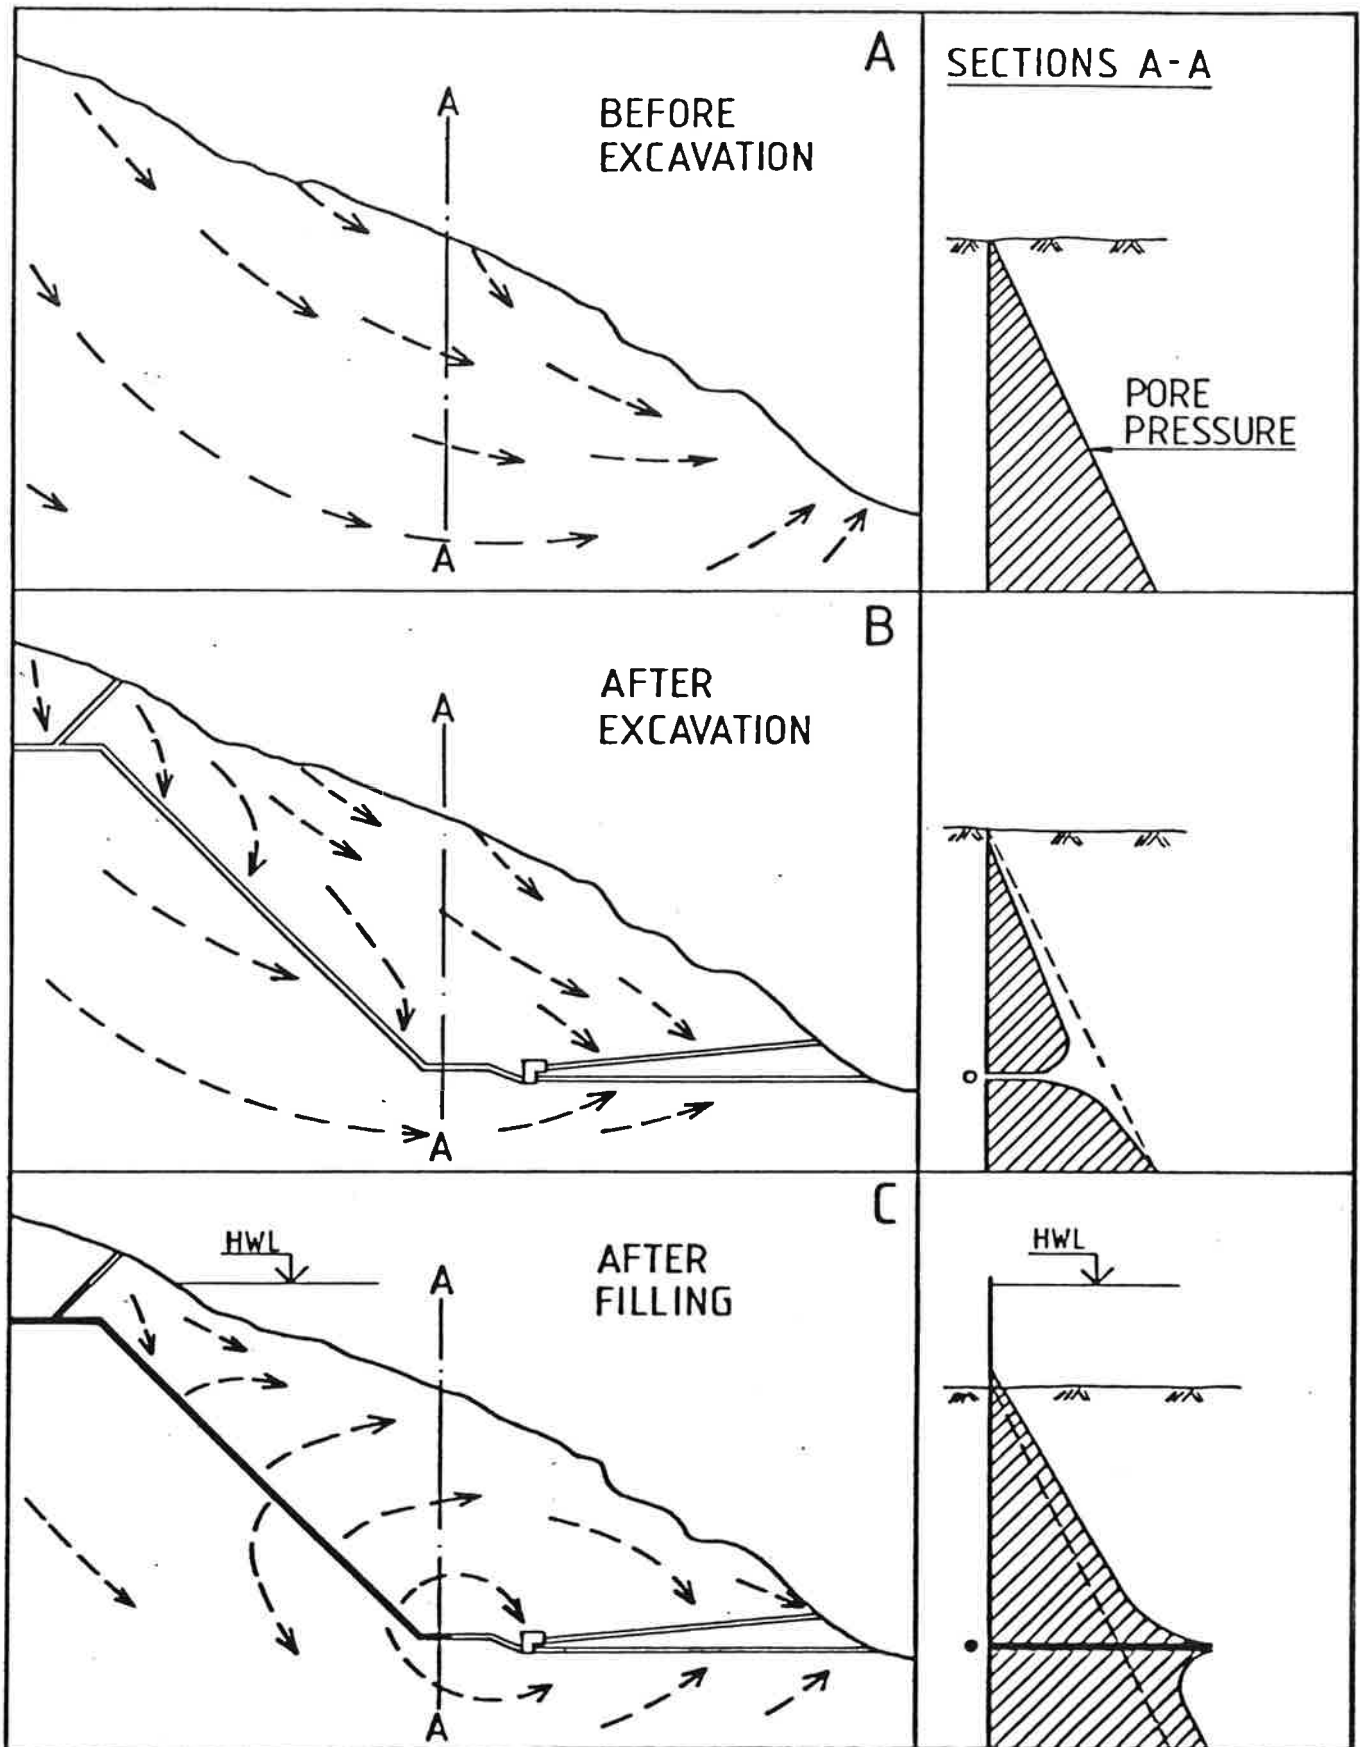 A
SECTIONS A-A
A
BEFORE
EXCAVATION
PORE
PRESSURE
A
B
AFTER
EXCAVATION
A
A
C
HWL
AFTER
FILLING
A
HWL
A